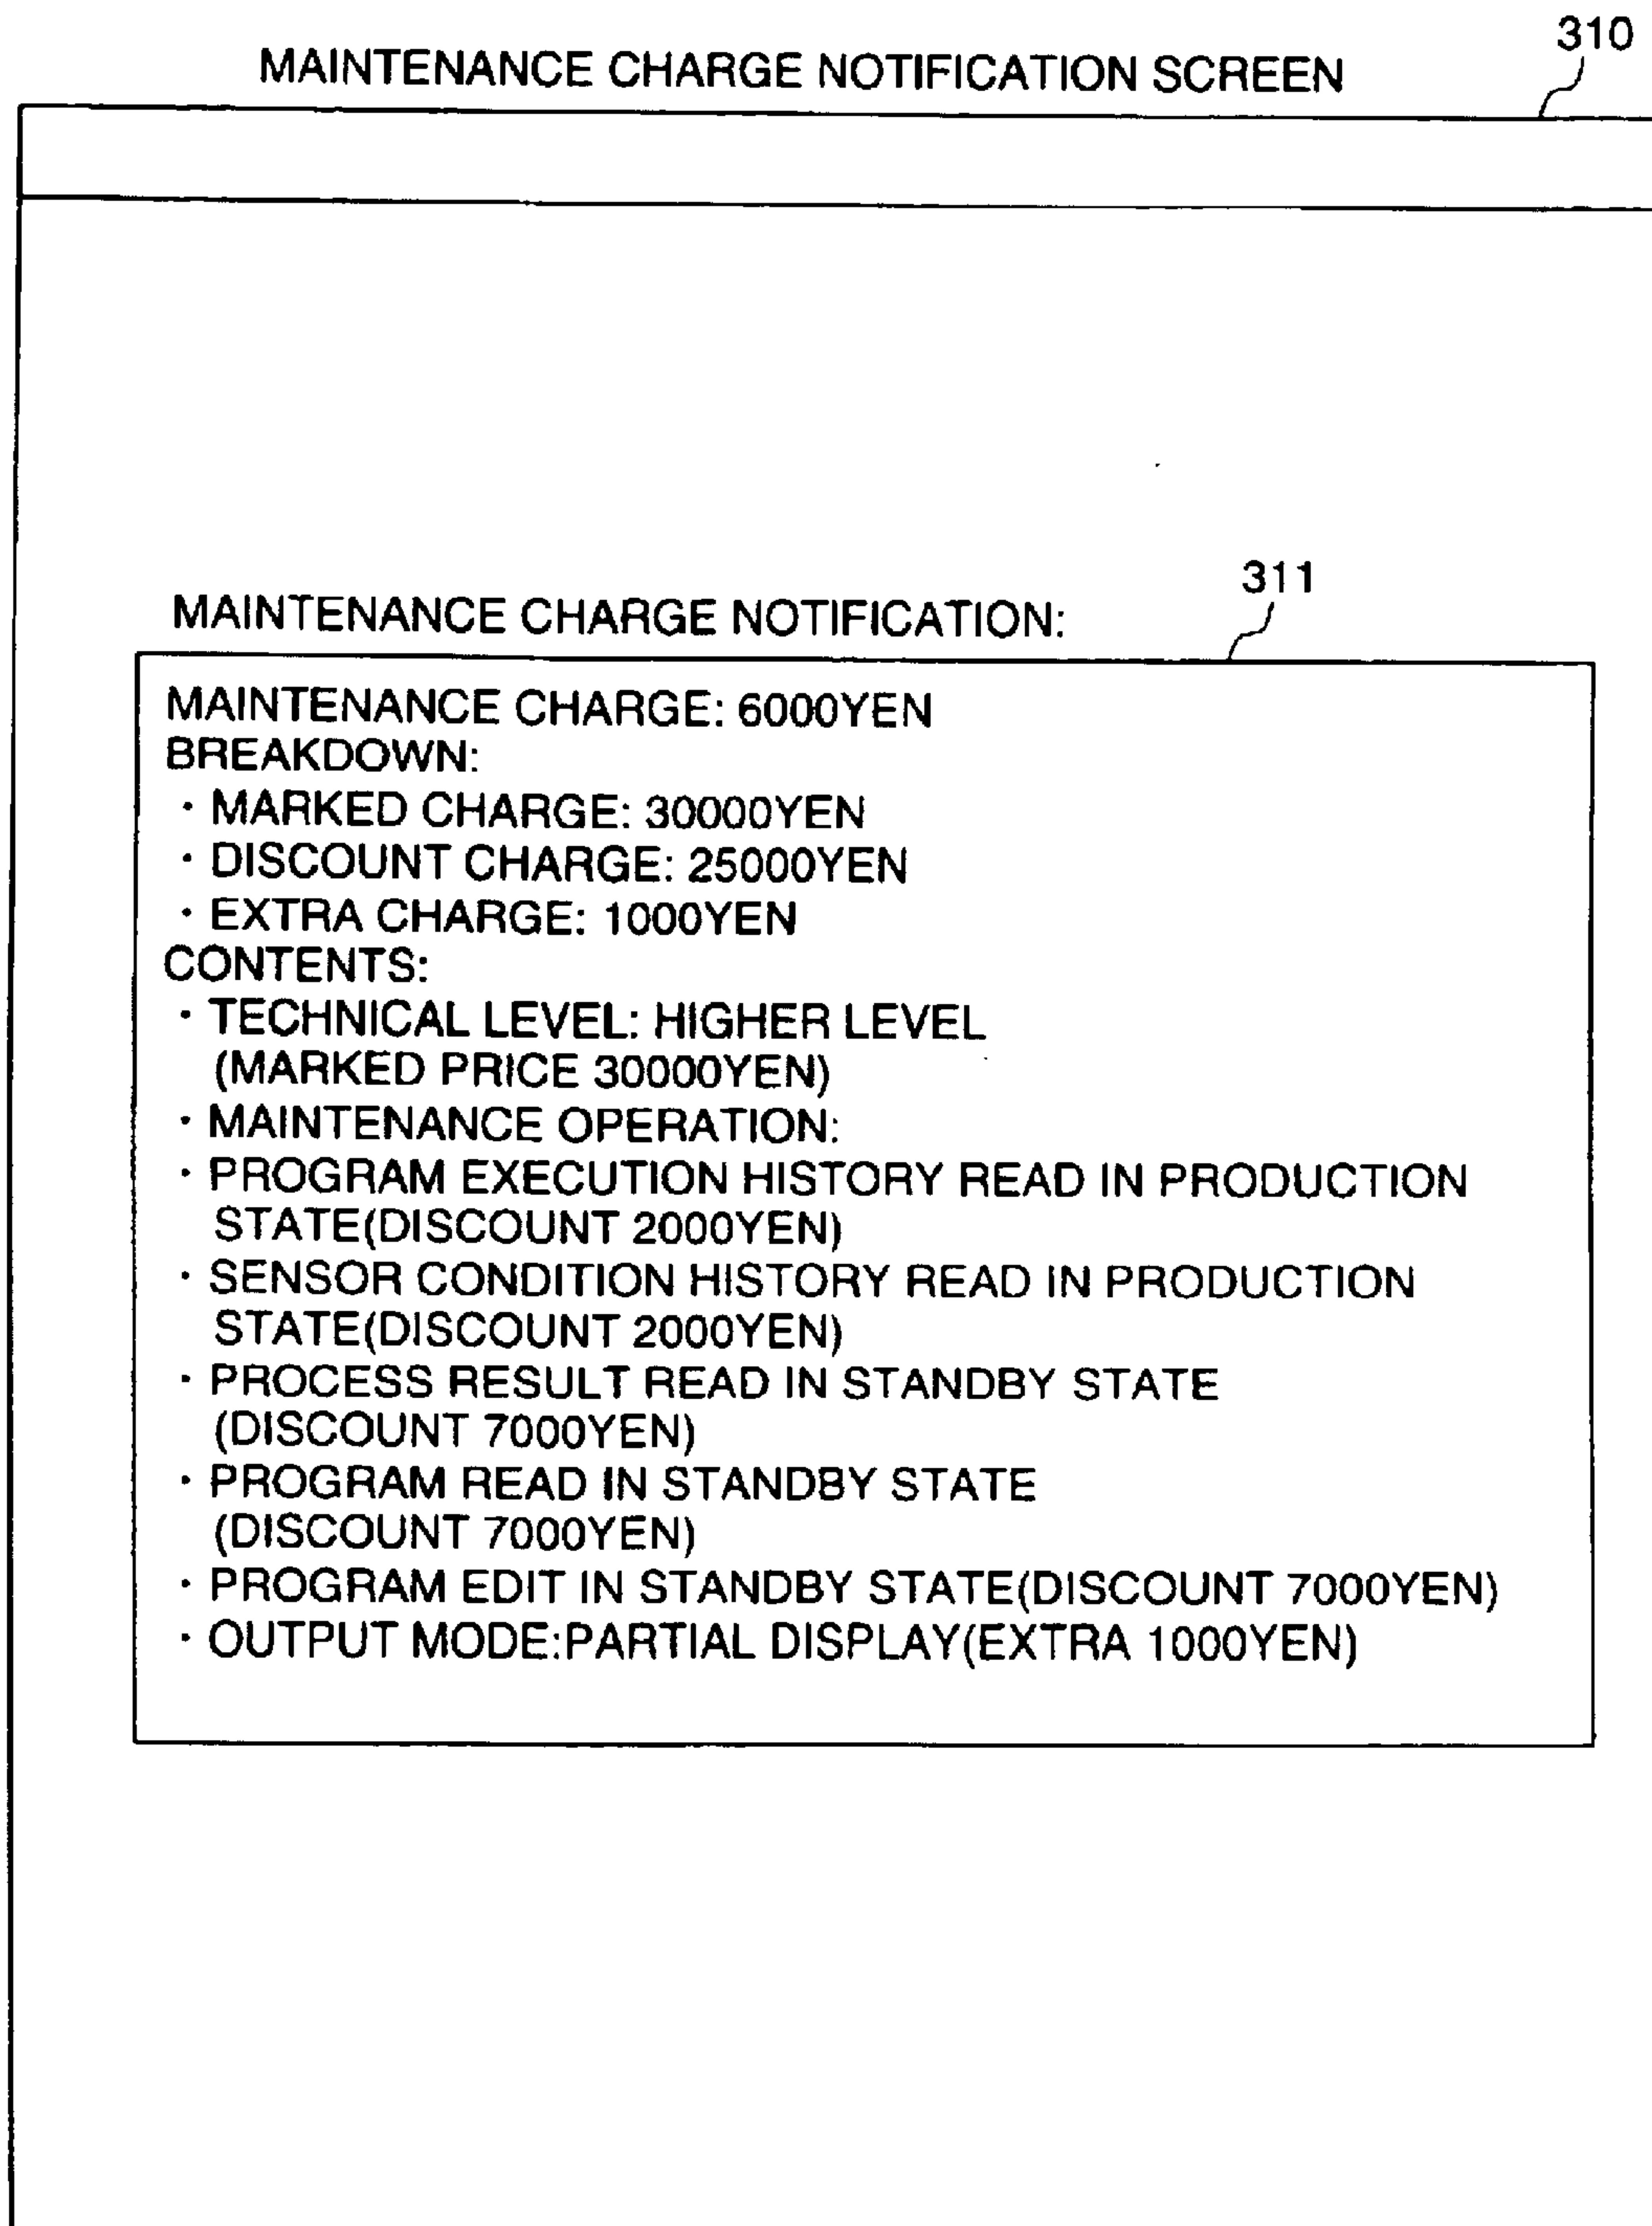 310
MAINTENANCE CHARGE NOTIFICATION SCREEN
311
MAINTENANCE CHARGE NOTIFICATION:
MAINTENANCE CHARGE: 6000YEN
BREAKDOWN:
· MARKED CHARGE: 30000YEN
· DISCOUNT CHARGE: 25000YEN
· EXTRA CHARGE: 1000YEN
CONTENTS:
· TECHNICAL LEVEL: HIGHER LEVEL
(MARKED PRICE 30000YEN)
· MAINTENANCE OPERATION:
· PROGRAM EXECUTION HISTORY READ IN PRODUCTION
STATE(DISCOUNT 2000YEN)
· SENSOR CONDITION HISTORY READ IN PRODUCTION
STATE(DISCOUNT 2000YEN)
· PROCESS RESULT READ IN STANDBY STATE
(DISCOUNT 7000YEN)
· PROGRAM READ IN STANDBY STATE
(DISCOUNT 7000YEN)
· PROGRAM EDIT IN STANDBY STATE(DISCOUNT 7000YEN)
· OUTPUT MODE:PARTIAL DISPLAY(EXTRA 1000YEN)